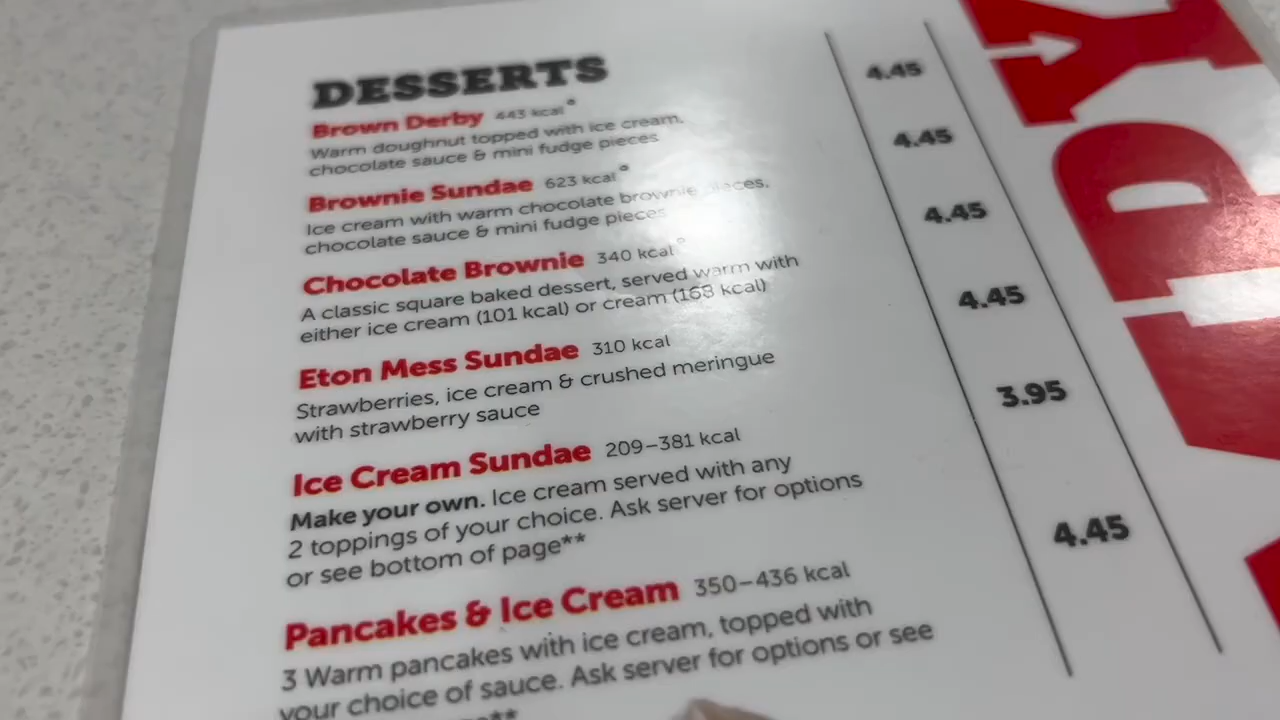 DESSERTS
Brown Derby 443 kcal
4.45
Warm doughnut topped with ice cream,
chocolate sauce & mini fudge pieces
Brownie Sundae 623 kcal
4.45
Ice cream with warm chocolate brownie pieces,
chocolate sauce & mini fudge pieces
Chocolate Brownie 340 kcal
4.45
A classic square baked dessert, served warm with
either ice cream (101 kcal) or cream (168 kcal)
Eton Mess Sundae 310 kcal
4.45
Strawberries, ice cream & crushed meringue
with strawberry sauce
Ice Cream Sundae 209–381 kcal
3.95
Make your own. Ice cream served with any
2 toppings of your choice. Ask server for options
or see bottom of page**
Pancakes & Ice Cream 350–436 kcal
4.45
3 Warm pancakes with ice cream, topped with
your choice of sauce. Ask server for options or see